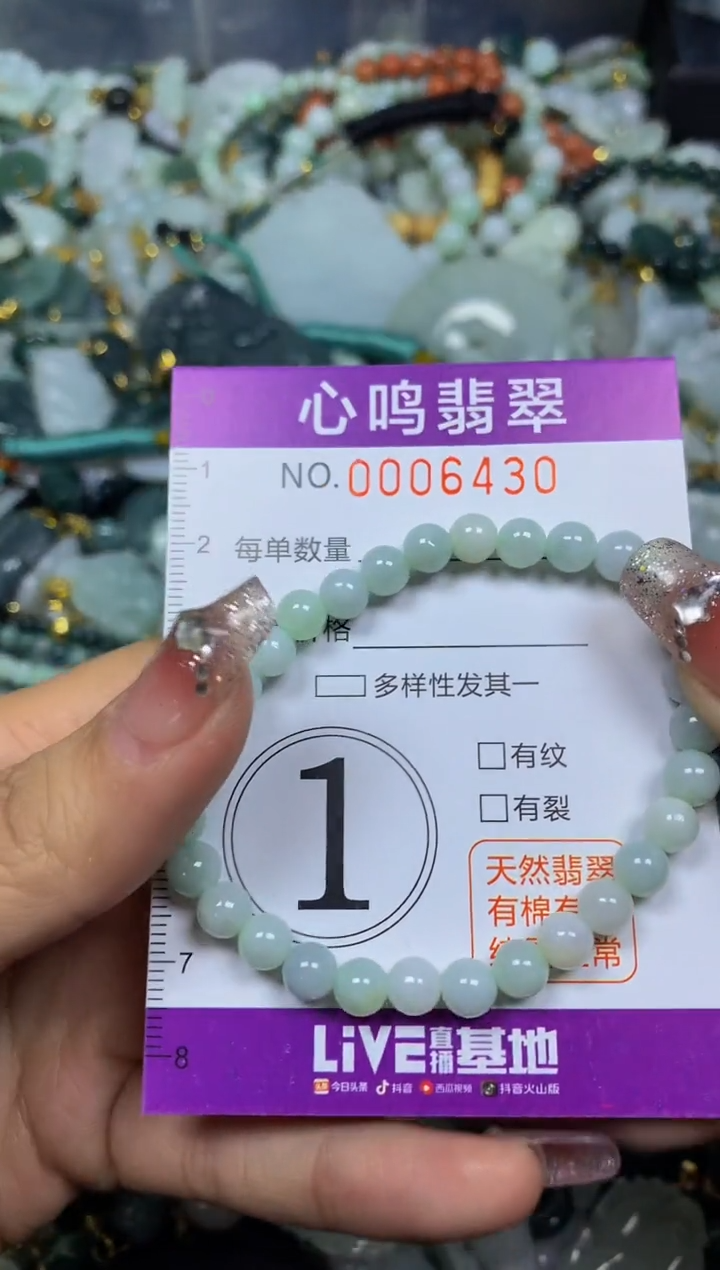 心鸣翡翠
NO.0006430
每单数量
格
多样性发其一
1
有纹
有裂
天然翡翠
有棉有
常
LiVE直播基地
今日头条 抖音 西瓜视频 抖音火山版
1
2
7
8